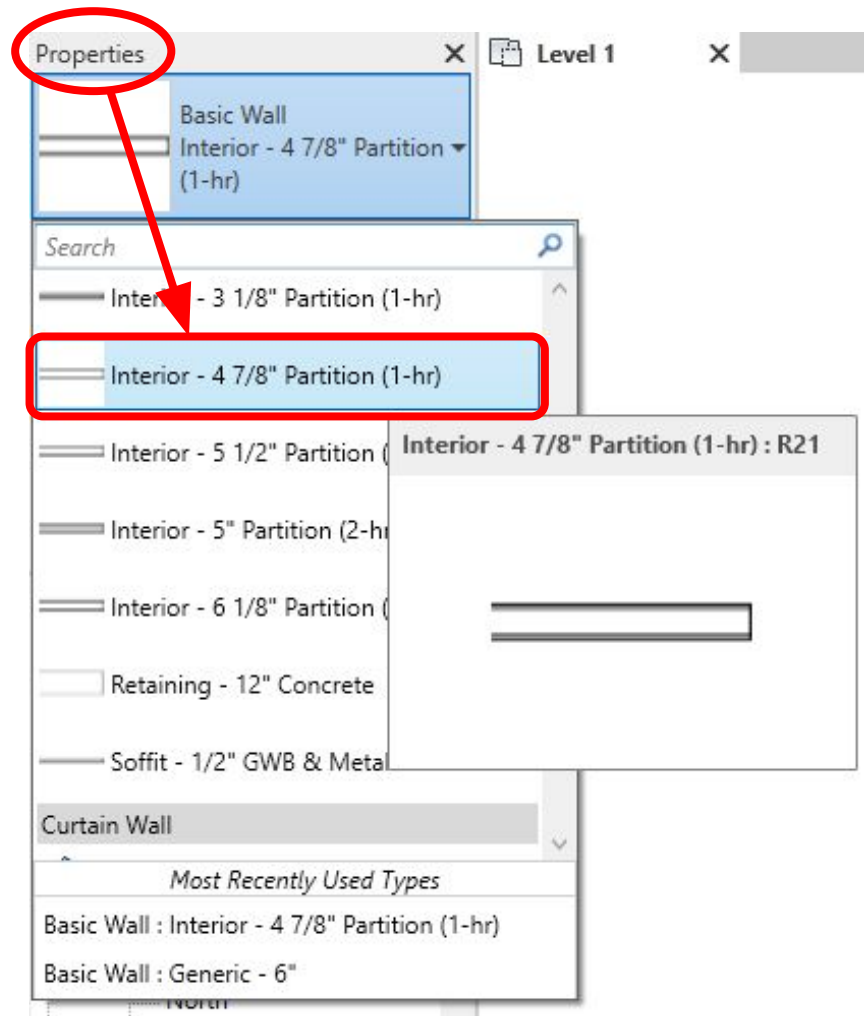 Properties
Level 1
Basic Wall
Interior - 4 7/8" Partition
(1-hr)
Search
Interior - 3 1/8" Partition (1-hr)
Interior - 4 7/8" Partition (1-hr)
Interior - 4 7/8" Partition (1-hr) : R21
Interior - 5 1/2" Partition (
Interior - 5" Partition (2-h
Interior - 6 1/8" Partition (
Retaining - 12" Concrete
Soffit - 1/2" GWB & Metal
Curtain Wall
Most Recently Used Types
Basic Wall : Interior - 4 7/8" Partition (1-hr)
Basic Wall : Generic - 6"
North